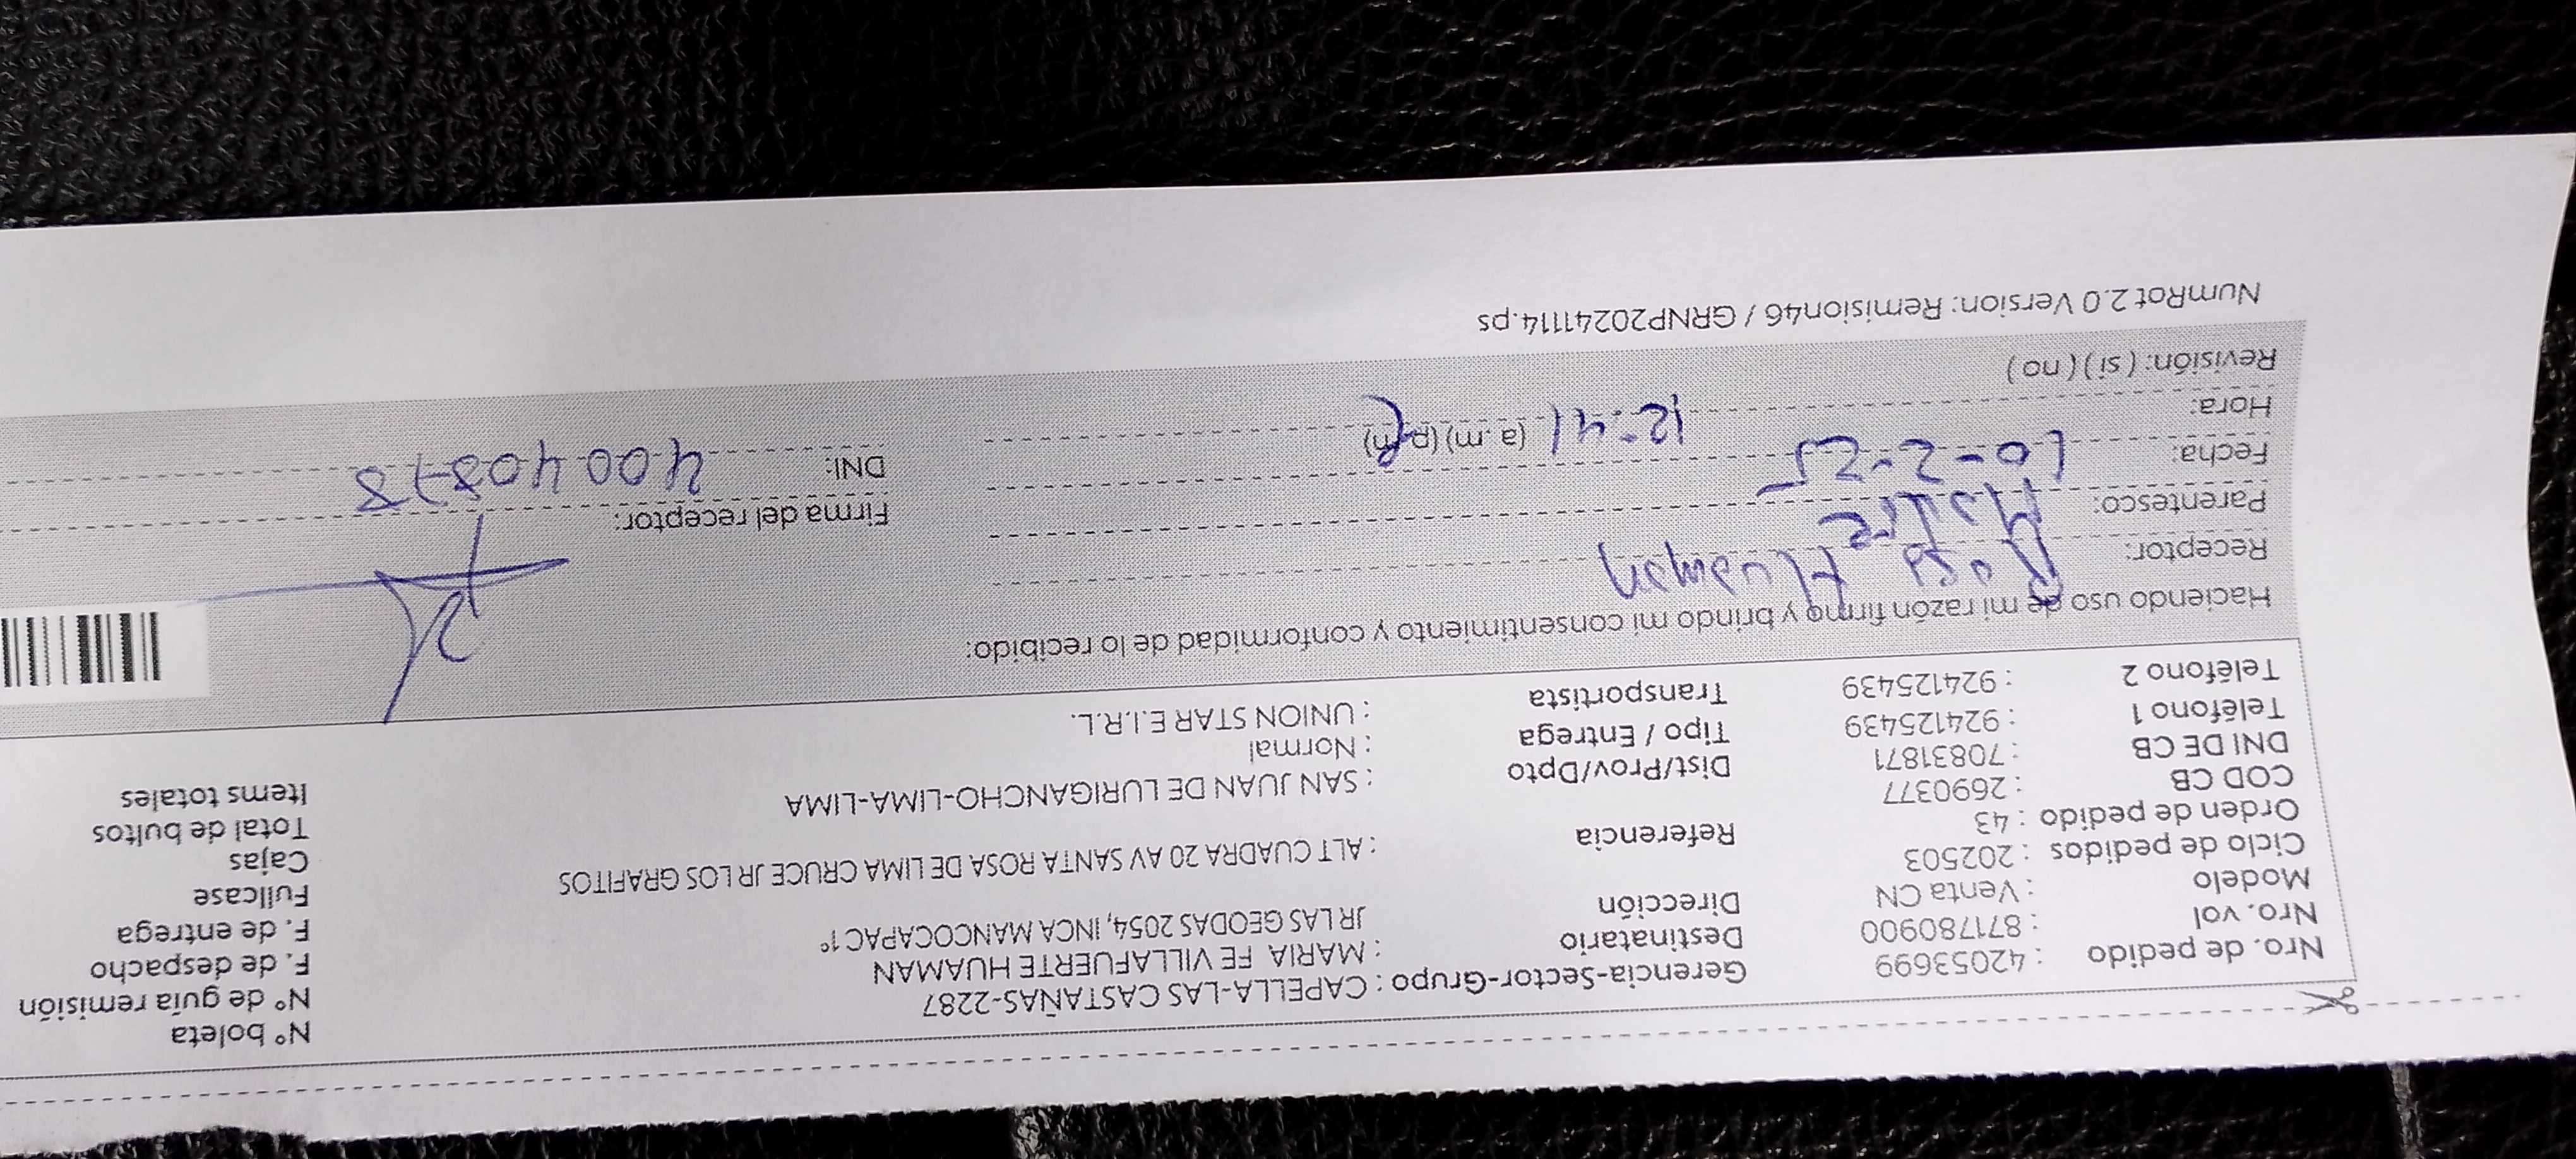 Nro. de pedido : 42053699 Gerencia-Sector-Grupo : CAPELLA-LAS CASTAÑAS-2287 N° boleta
Nro. vol : 871780900 Destinatario : MARIA FE VILLAFUERTE HUAMAN N° de guía remisión
Modelo : Venta CN Dirección JR LAS GEODAS 2054, INCA MANCOCAPAC 1° F. de despacho
Ciclo de pedidos : 202503 F. de entrega
Orden de pedido : 43 Referencia : ALT CUADRA 20 AV SANTA ROSA DE LIMA CRUCE JR LOS GRAFITOS Fullcase
COD CB : 2690377 Cajas
DNI DE CB : 70831871 Dist/Prov/Dpto : SAN JUAN DE LURIGANCHO-LIMA-LIMA Total de bultos
Teléfono 1 : 924125439 Tipo / Entrega : Normal Items totales
Teléfono 2 : 924125439 Transportista : UNION STAR E.I.R.L.
Haciendo uso de mi razón firmo y brindo mi consentimiento y conformidad de lo recibido:
Receptor: Rosa Huaman
Parentesco: Madre Firma del receptor:
Fecha: 10-2-25 DNI: 40040878
Hora: 12:41 (a.m) (p.m)
Revisión: ( si ) ( no )
NumRot 2.0 Version: Remision46 / GRNP20241114.ps